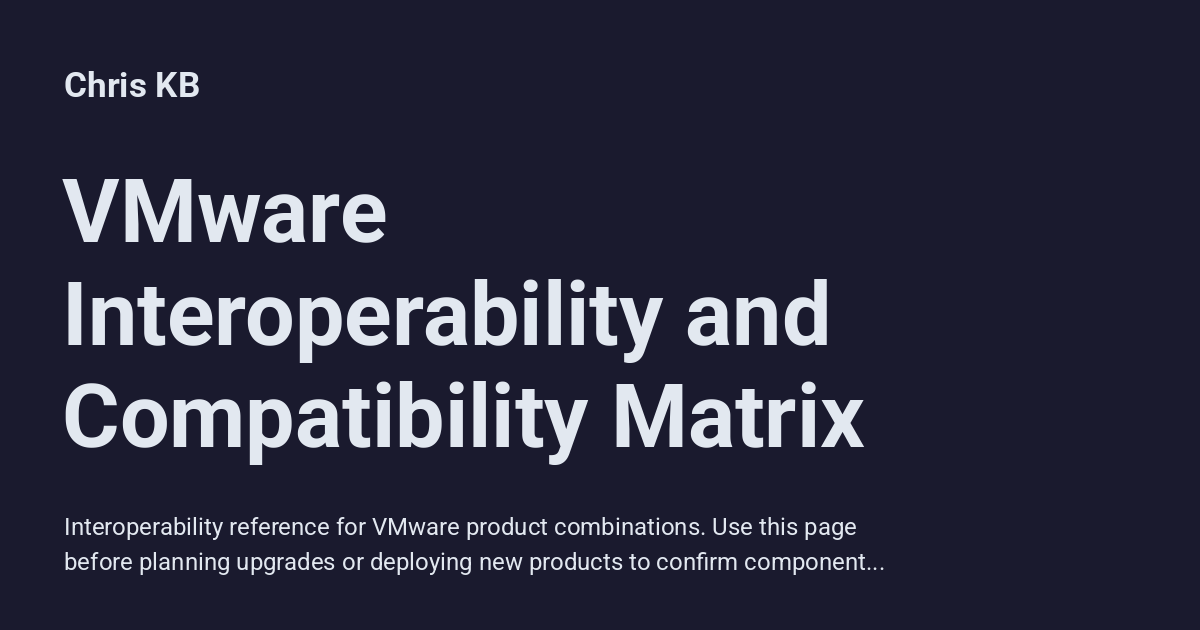 Chris KB
VMware
Interoperability and
Compatibility Matrix
Interoperability reference for VMware product combinations. Use this page
before planning upgrades or deploying new products to confirm component...